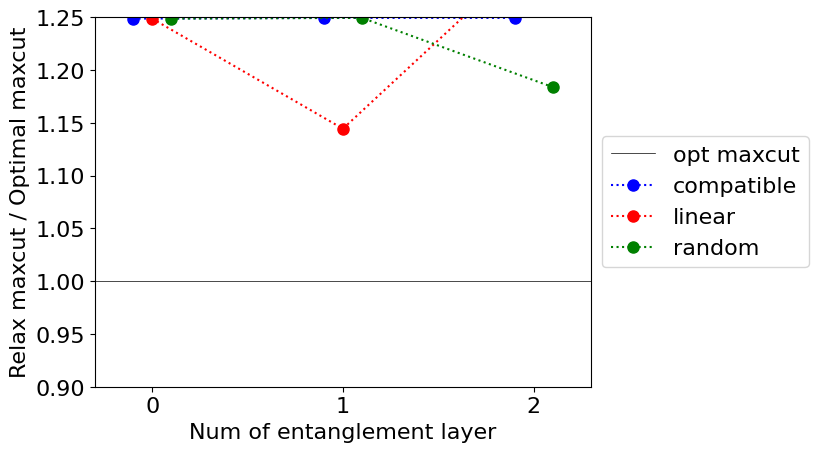 Relax maxcut / Optimal maxcut
1.25
1.20
1.15
1.10
1.05
1.00
0.95
0.90
0 1 2
Num of entanglement layer
opt maxcut
compatible
linear
random